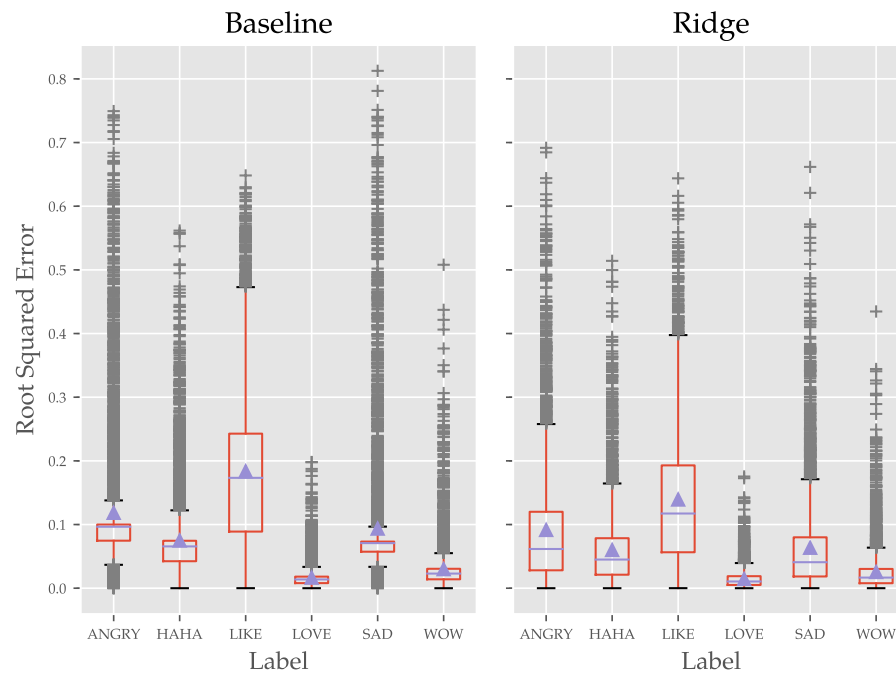 Baseline
Ridge
Root Squared Error
0.8
0.7
0.6
0.5
0.4
0.3
0.2
0.1
0.0
ANGRY HAHA LIKE LOVE SAD WOW
ANGRY HAHA LIKE LOVE SAD WOW
Label
Label